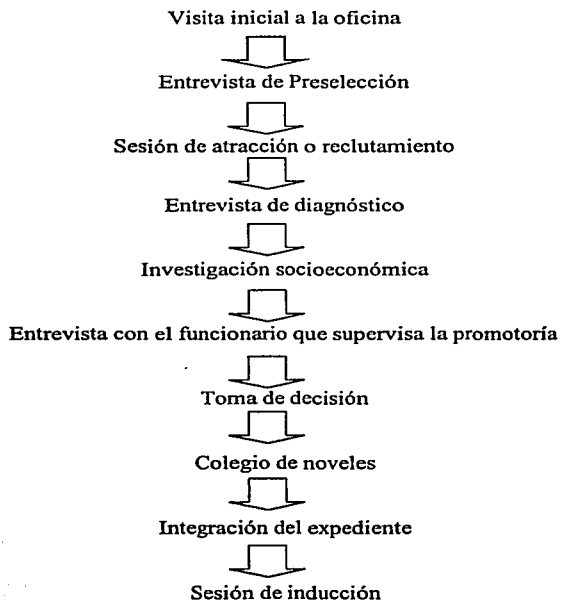 Visita inicial a la oficina
Entrevista de Preselección
Sesión de atracción o reclutamiento
Entrevista de diagnóstico
Investigación socioeconómica
Entrevista con el funcionario que supervisa la promotoría
Toma de decisión
Colegio de noveles
Integración del expediente
Sesión de inducción